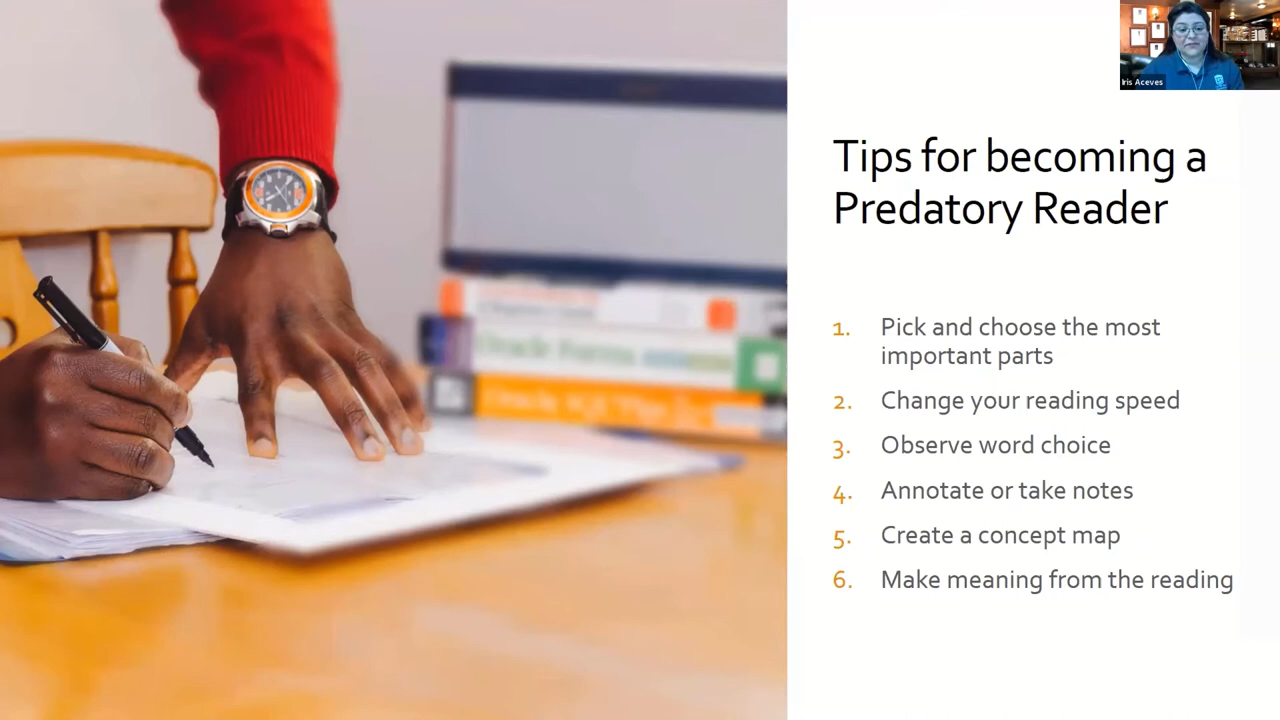 Iris Aceves
Tips for becoming a
Predatory Reader
1. Pick and choose the most
important parts
2. Change your reading speed
3. Observe word choice
4. Annotate or take notes
5. Create a concept map
6. Make meaning from the reading
Oracle Forms